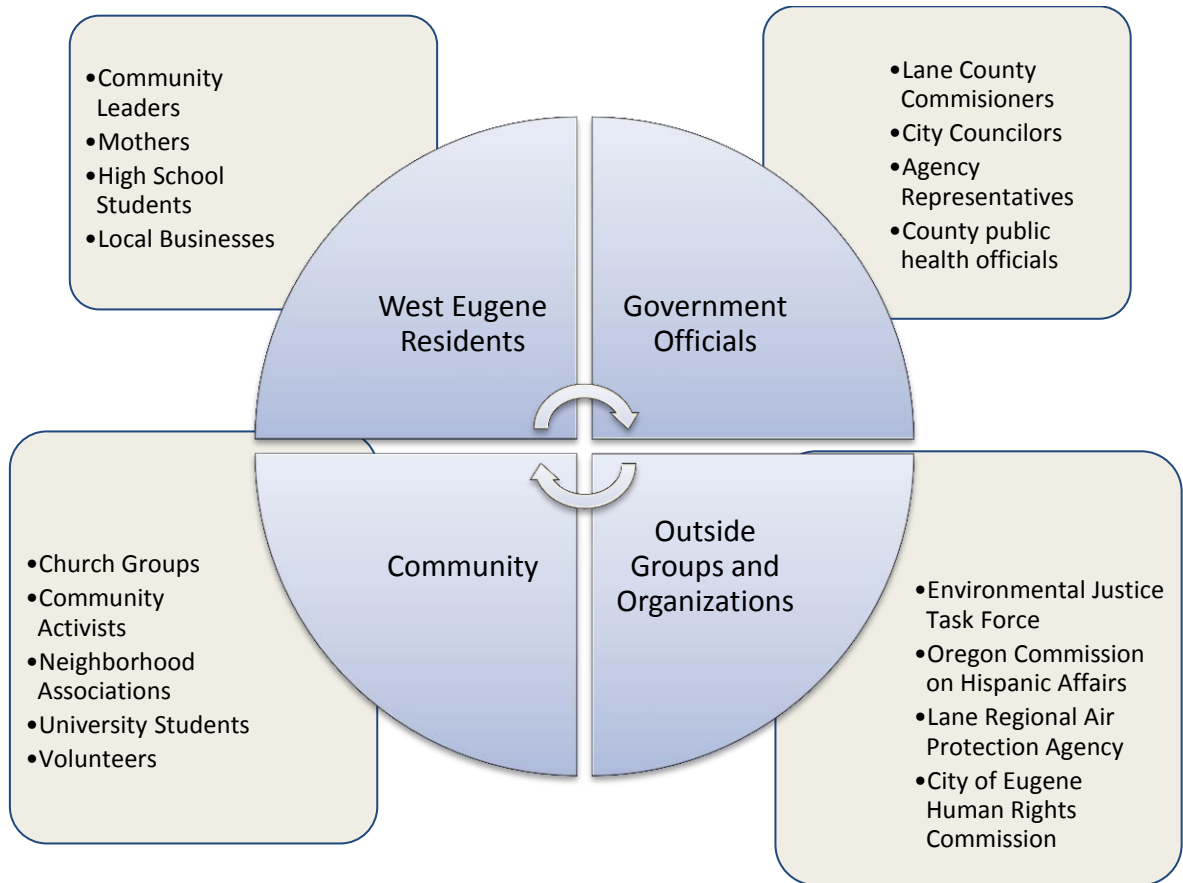 •Community
Leaders
•Mothers
•High School
Students
•Local Businesses
•Lane County
Commisioners
•City Councilors
•Agency
Representatives
•County public
health officials
West Eugene
Residents
Government
Officials
Community
Outside
Groups and
Organizations
•Church Groups
•Community
Activists
•Neighborhood
Associations
•University Students
•Volunteers
•Environmental Justice
Task Force
•Oregon Commission
on Hispanic Affairs
•Lane Regional Air
Protection Agency
•City of Eugene
Human Rights
Commission